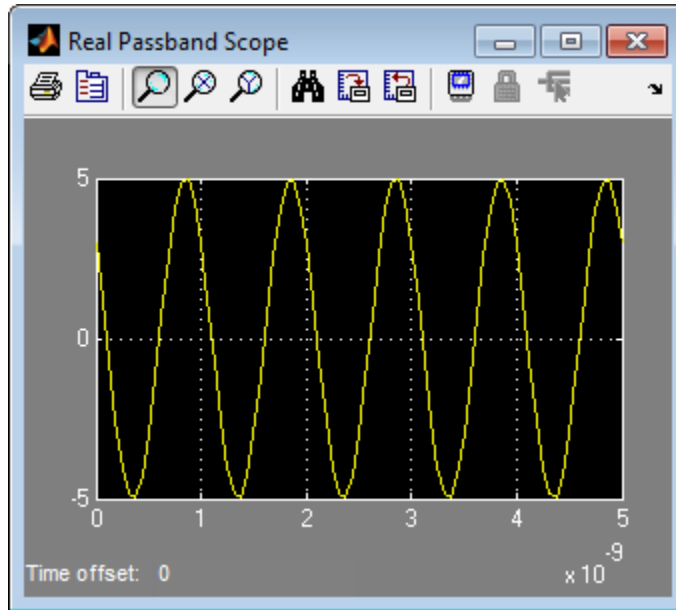 Real Passband Scope
5
0
-5
0 1 2 3 4 5
x 10^-9
Time offset: 0